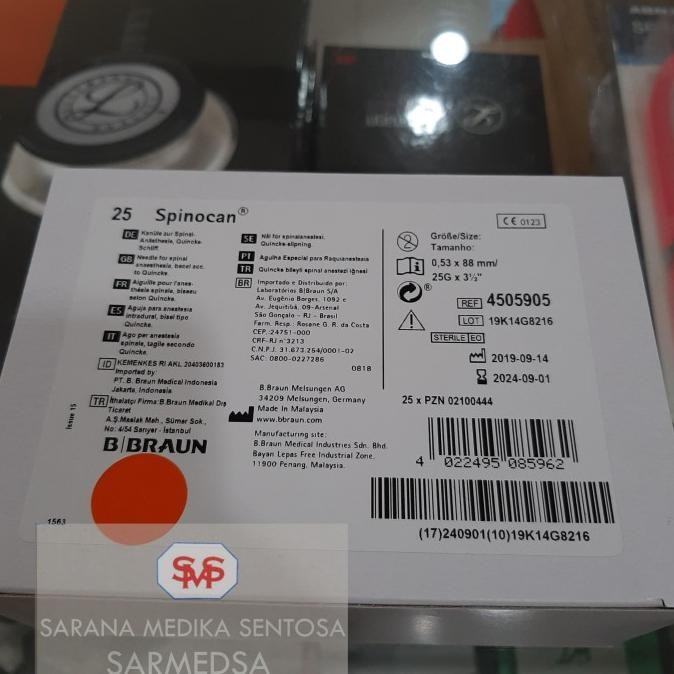 25 Spinocan®
CE 0123
DE Kanüle zur Spinal-
Anästhesie, Quincke-
Schliff.
GB Needle for spinal
anaesthesia, bevel acc.
to Quincke.
FR Aiguille pour l'anes-
thésie spinale, biseau
selon Quincke.
ES Aguja para anestesia
intradural, bisel tipo
Quincke.
IT Ago per anestesia
spinale, taglio secondo
Quincke.
ID KEMENKES RI AKL 20403600183
Imported by:
PT. B. Braun Medical Indonesia
Jakarta, Indonesia.
TR İthalatçı Firma:B.Braun Medikal Dış
Ticaret
A.Ş.Maslak Mah., Sümer Sok.,
No: 4/54 Sarıyer - İstanbul
B|BRAUN
SE Nål för spinalanestesi.
Quincke-slipning.
PT Agulha Especial para Raquianestesia
TR Quincke bileyli spinal anestezi iğnesi
BR Importado e Distribuido por:
Laboratórios B|Braun S/A
Av. Eugênio Borges, 1092 e
Av. Jequitibá, 09-Arsenal
São Gonçalo - RJ - Brasil
Farm. Resp.: Rosane G. R. da Costa
CEP.:24751-000
CRF-RJ n°3213
C.N.P.J. 31.673.254/0001-02
SAC: 0800-0227286
0818
B.Braun Melsungen AG
34209 Melsungen, Germany
Made In Malaysia
www.bbraun.com
Manufacturing site:
B.Braun Medical Industries Sdn. Bhd.
Bayan Lepas Free Industrial Zone,
11900 Penang, Malaysia.
Größe/Size:
Tamanho:
0,53 x 88 mm/
25G x 3½"
REF 4505905
LOT 19K14G8216
STERILE EO
2019-09-14
2024-09-01
25 x PZN 02100444
4 022495 085962
(17)240901(10)19K14G8216
Issue 15
1563
SMS
SARANA MEDIKA SENTOSA
SARMEDSA